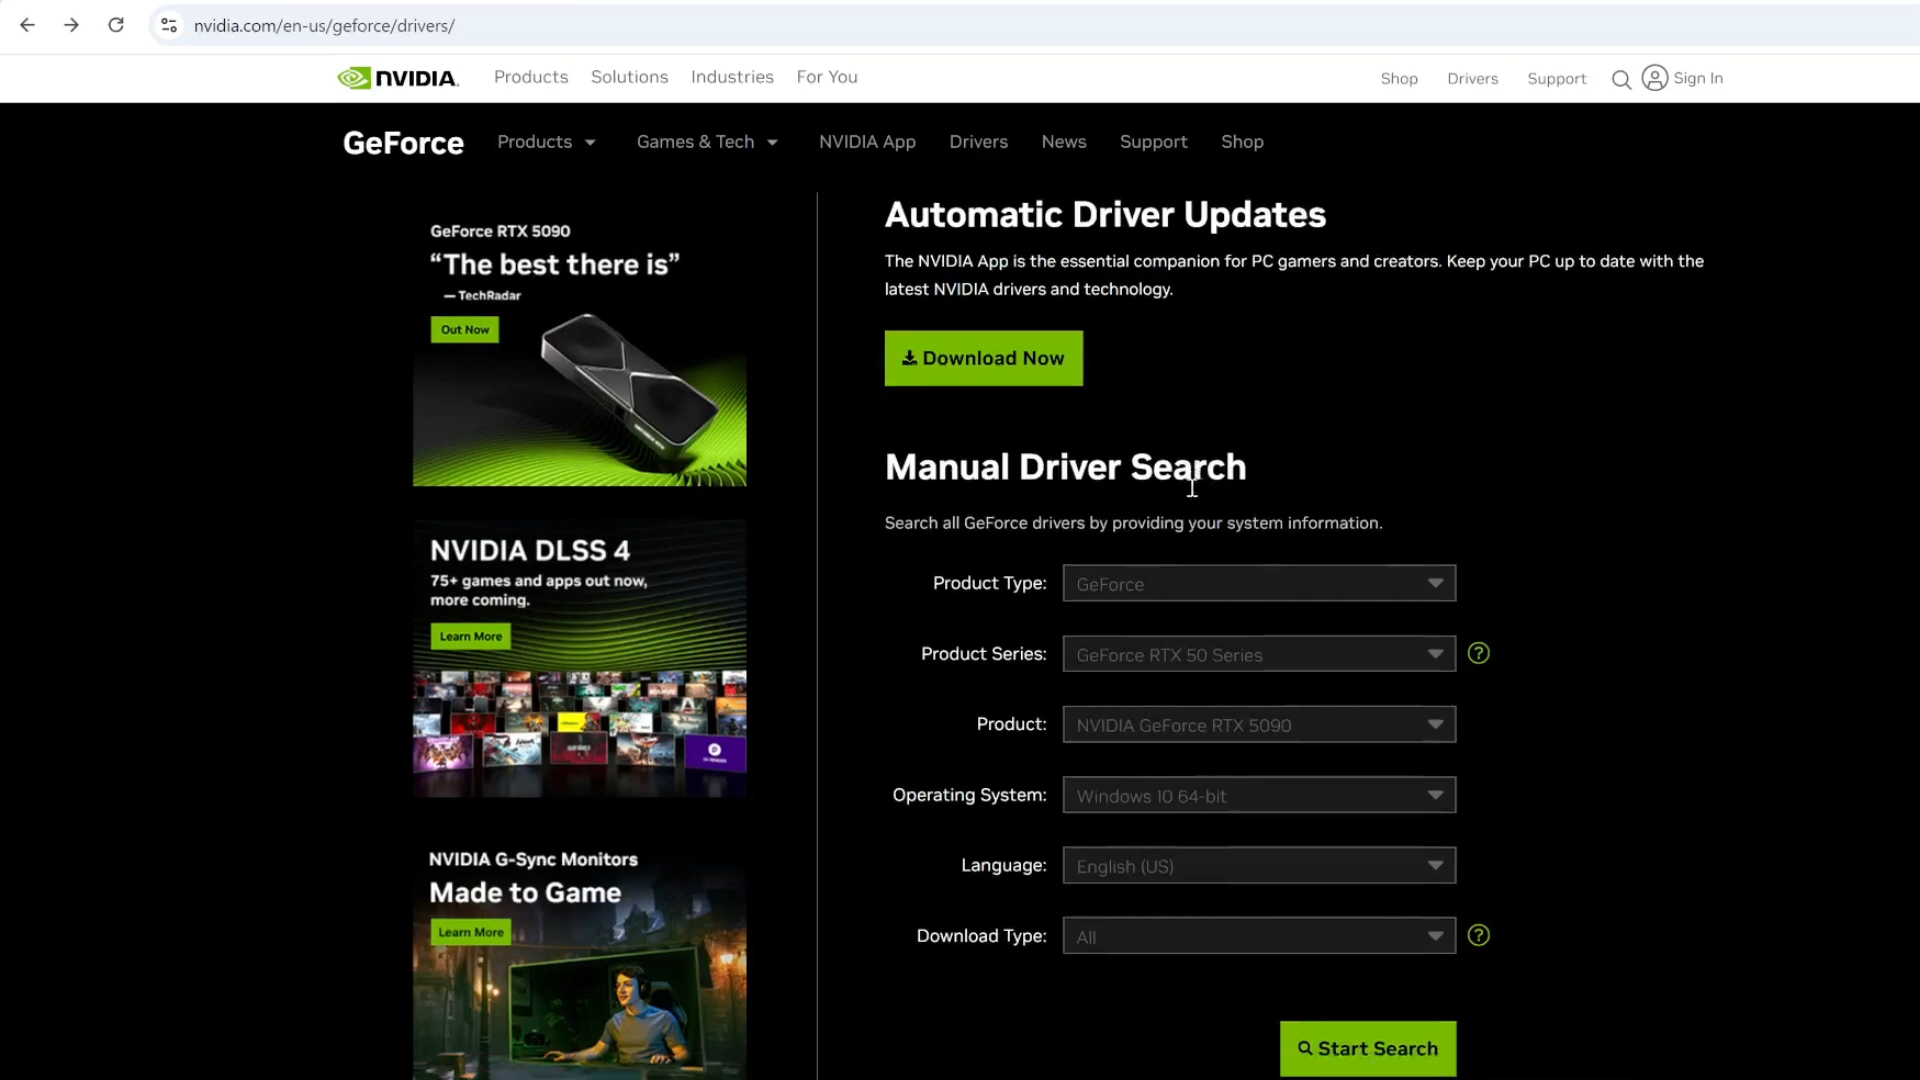 nvidia.com/en-us/geforce/drivers/
NVIDIA.
Products
Solutions
Industries
For You
Shop
Drivers
Support
Sign In
GeForce
Products
Games & Tech
NVIDIA App
Drivers
News
Support
Shop
GeForce RTX 5090
“The best there is”
— TechRadar
Out Now
NVIDIA DLSS 4
75+ games and apps out now,
more coming.
Learn More
NVIDIA G-Sync Monitors
Made to Game
Learn More
Automatic Driver Updates
The NVIDIA App is the essential companion for PC gamers and creators. Keep your PC up to date with the
latest NVIDIA drivers and technology.
Download Now
Manual Driver Search
Search all GeForce drivers by providing your system information.
Product Type: GeForce
Product Series: GeForce RTX 50 Series ?
Product: NVIDIA GeForce RTX 5090
Operating System: Windows 10 64-bit
Language: English (US)
Download Type: All ?
Start Search